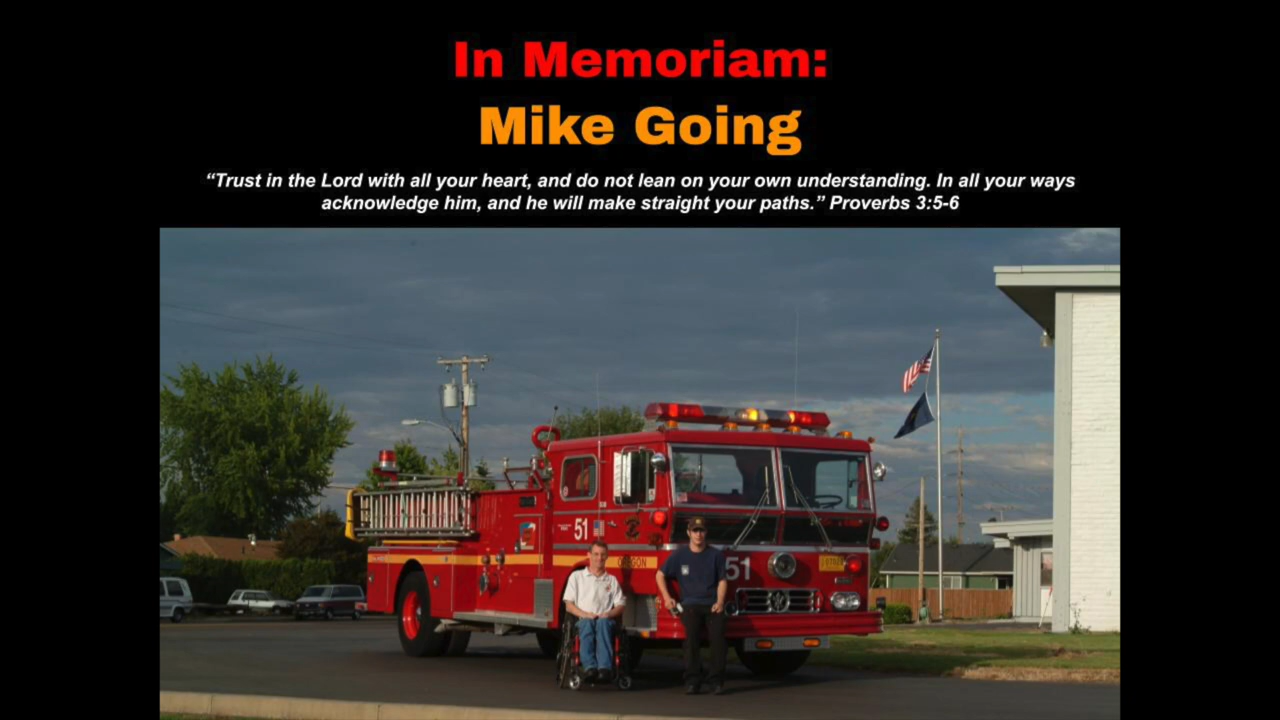 In Memoriam:
Mike Going
“Trust in the Lord with all your heart, and do not lean on your own understanding. In all your ways
acknowledge him, and he will make straight your paths.” Proverbs 3:5-6
51
51